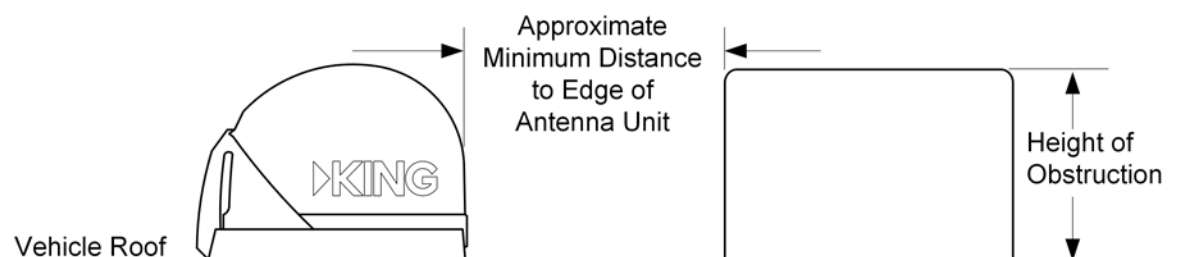 Approximate
Minimum Distance
to Edge of
Antenna Unit
KING
Height of
Obstruction
Vehicle Roof